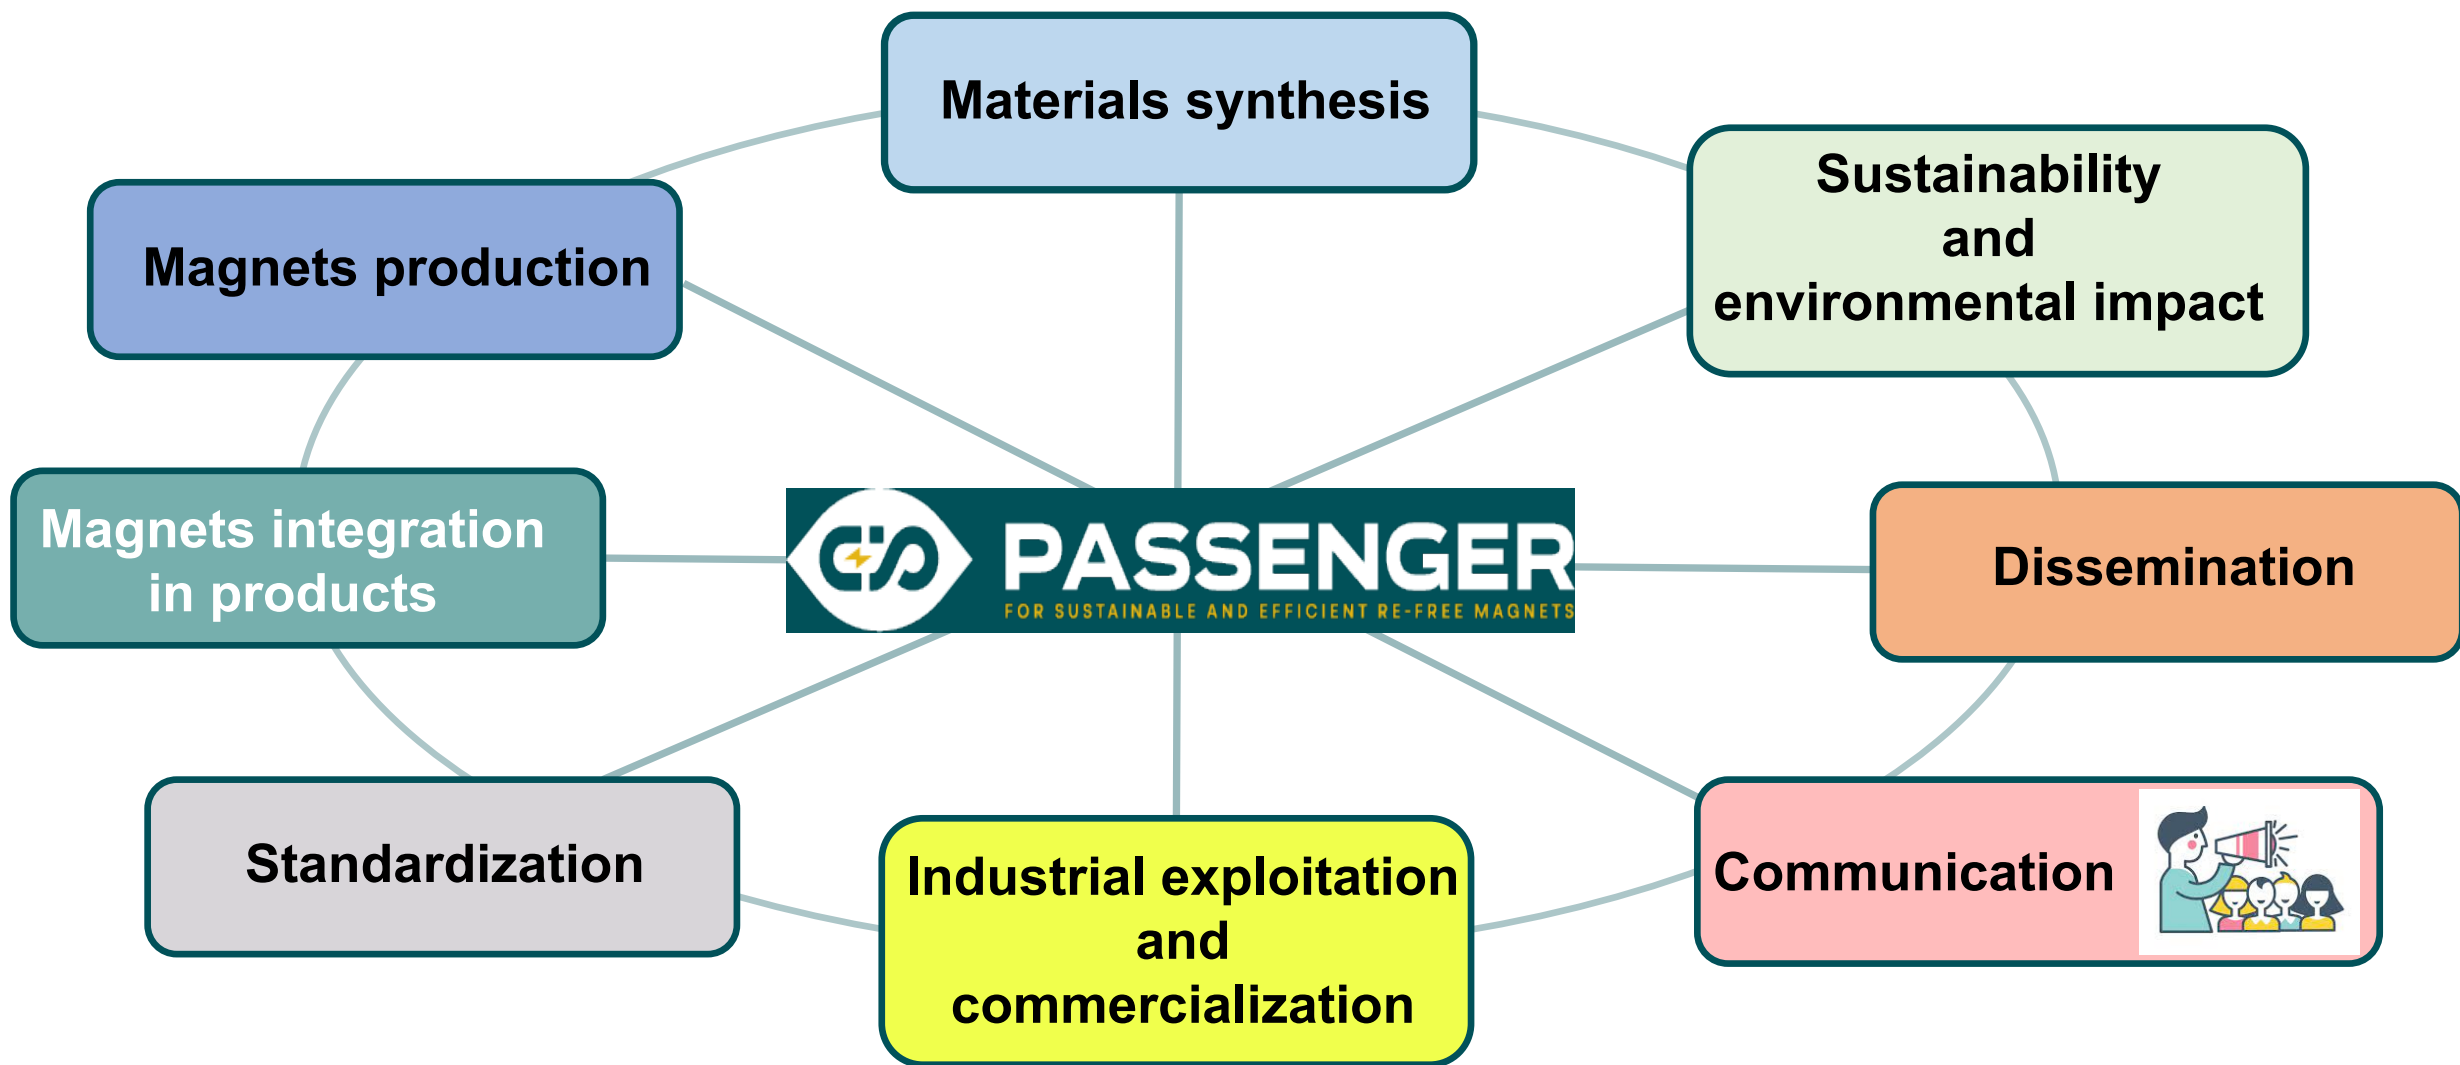 Materials synthesis
Sustainability
and
environmental impact
Magnets production
Magnets integration
in products
PASSENGER
FOR SUSTAINABLE AND EFFICIENT RE-FREE MAGNETS
Dissemination
Standardization
Industrial exploitation
and
commercialization
Communication